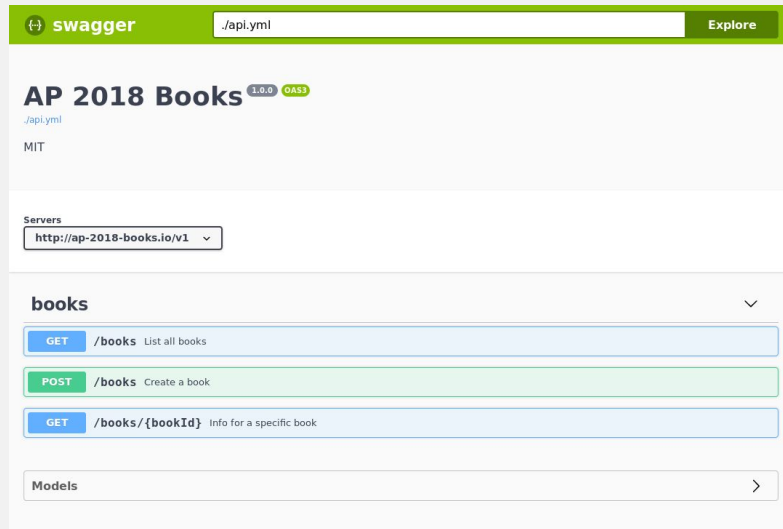 swagger ./api.yml Explore
AP 2018 Books 1.0.0 OAS3
./api.yml
MIT
Servers
http://ap-2018-books.io/v1
books
GET /books List all books
POST /books Create a book
GET /books/{bookId} Info for a specific book
Models